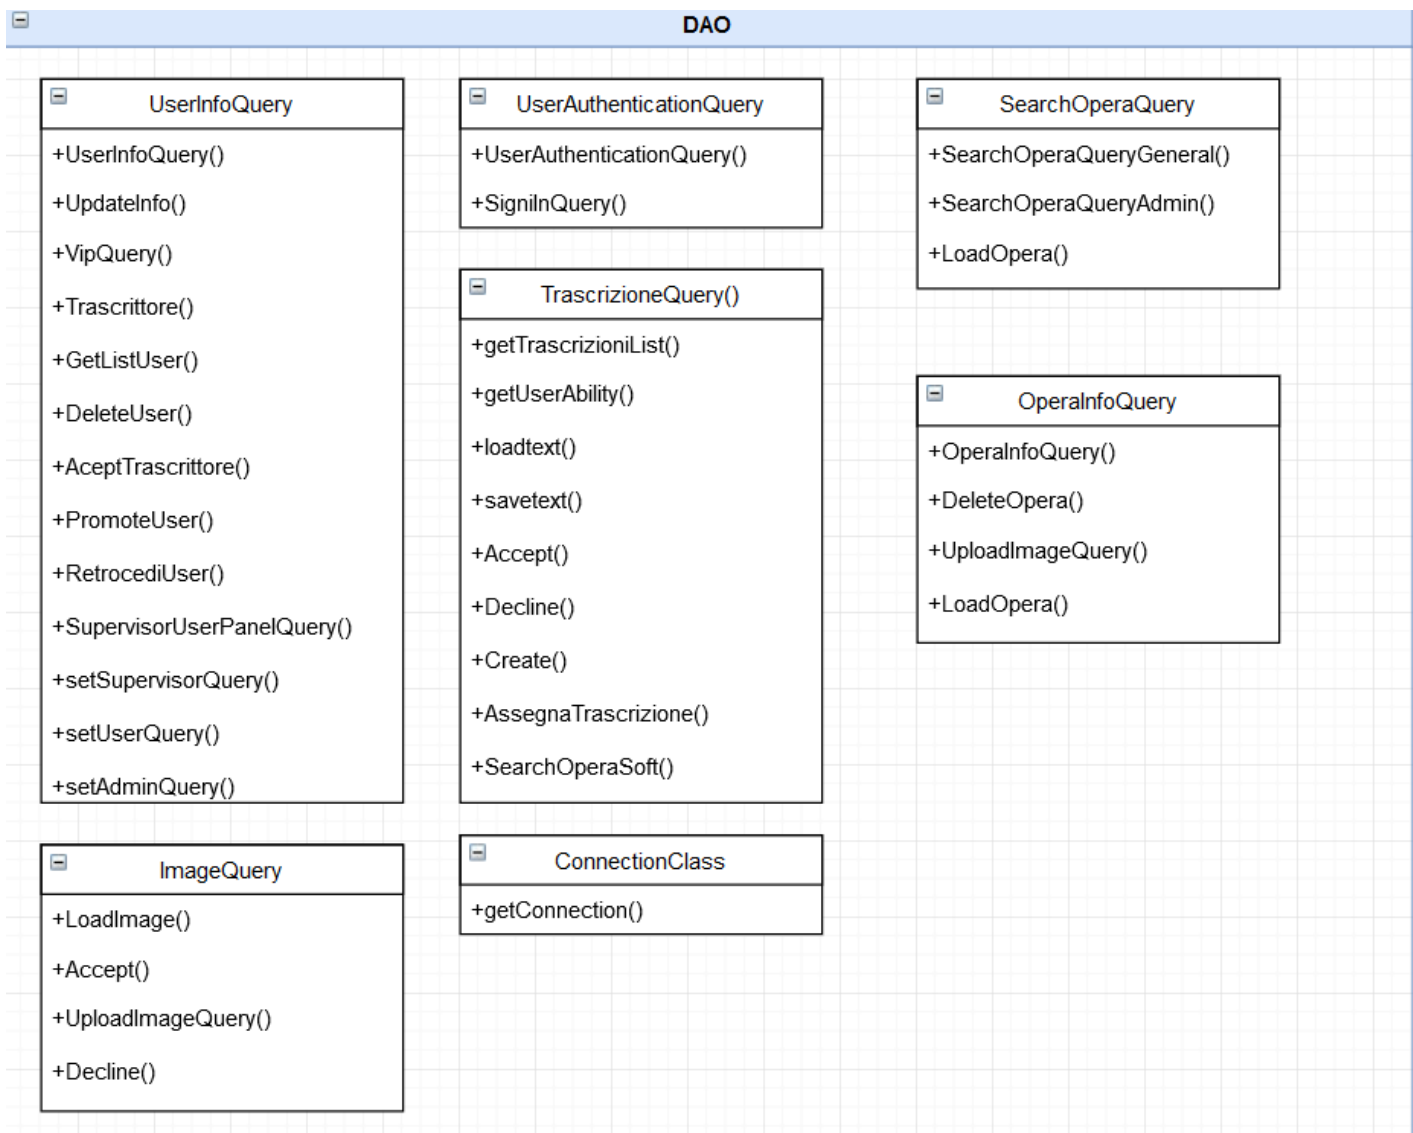 DAO
UserInfoQuery
+UserInfoQuery()
+UpdateInfo()
+VipQuery()
+Trascrittore()
+GetListUser()
+DeleteUser()
+AceptTrascrittore()
+PromoteUser()
+RetrocediUser()
+SupervisorUserPanelQuery()
+setSupervisorQuery()
+setUserQuery()
+setAdminQuery()
ImageQuery
+LoadImage()
+Accept()
+UploadImageQuery()
+Decline()
UserAuthenticationQuery
+UserAuthenticationQuery()
+SigniInQuery()
TrascrizioneQuery()
+getTrascrizioniList()
+getUserAbility()
+loadtext()
+savetext()
+Accept()
+Decline()
+Create()
+AssegnaTrascrizione()
+SearchOperaSoft()
ConnectionClass
+getConnection()
SearchOperaQuery
+SearchOperaQueryGeneral()
+SearchOperaQueryAdmin()
+LoadOpera()
OperaInfoQuery
+OperaInfoQuery()
+DeleteOpera()
+UploadImageQuery()
+LoadOpera()